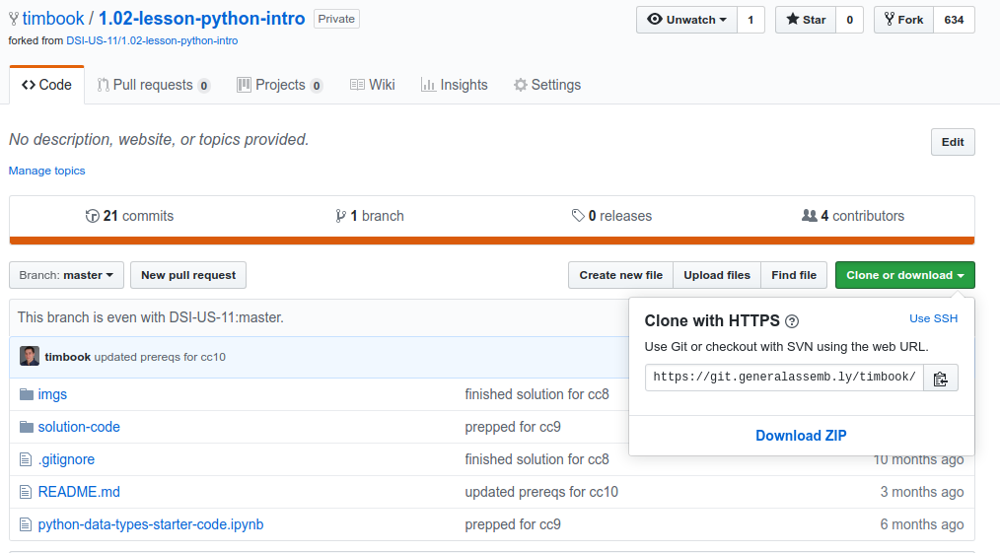 timbook / 1.02-lesson-python-intro Private
Unwatch 1 Star 0 Fork 634
forked from DSI-US-11/1.02-lesson-python-intro
Code Pull requests 0 Projects 0 Wiki Insights Settings
No description, website, or topics provided.
Edit
Manage topics
21 commits 1 branch 0 releases 4 contributors
Branch: master New pull request Create new file Upload files Find file Clone or download
This branch is even with DSI-US-11:master.
Clone with HTTPS ? Use SSH
Use Git or checkout with SVN using the web URL.
https://git.generalassemb.ly/timbook/
Download ZIP
timbook updated prereqs for cc10
imgs finished solution for cc8
solution-code prepped for cc9
.gitignore finished solution for cc8 10 months ago
README.md updated prereqs for cc10 3 months ago
python-data-types-starter-code.ipynb prepped for cc9 6 months ago